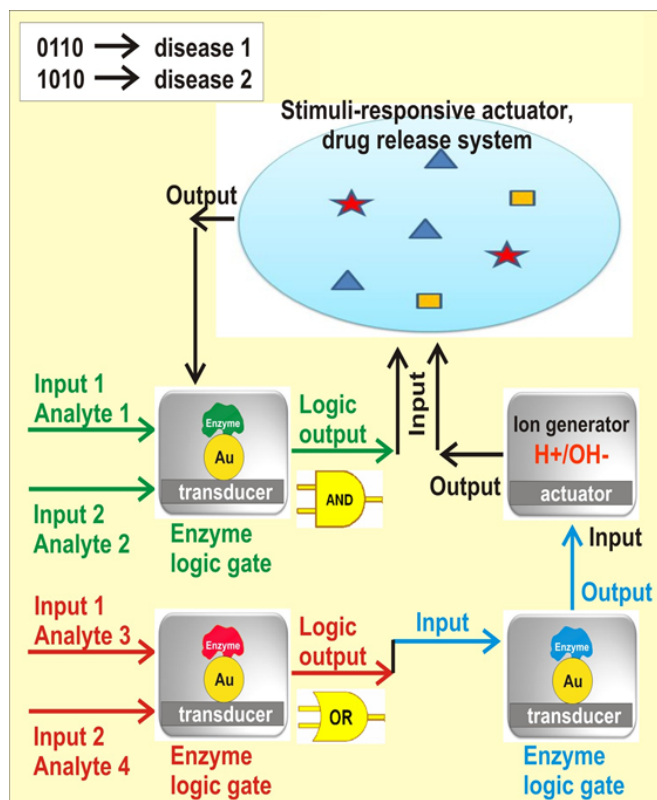 0110 → disease 1
1010 → disease 2
Stimuli-responsive actuator,
drug release system
Output
Input 1
Analyte 1
Enzyme
Au
transducer
Input 2
Analyte 2
Enzyme
logic gate
Logic
output
AND
Input
Output
Ion generator
H+/OH-
actuator
Input
Output
Input 1
Analyte 3
Enzyme
Au
transducer
Input 2
Analyte 4
Enzyme
logic gate
Logic
output
OR
Input
Enzyme
Au
transducer
Enzyme
logic gate